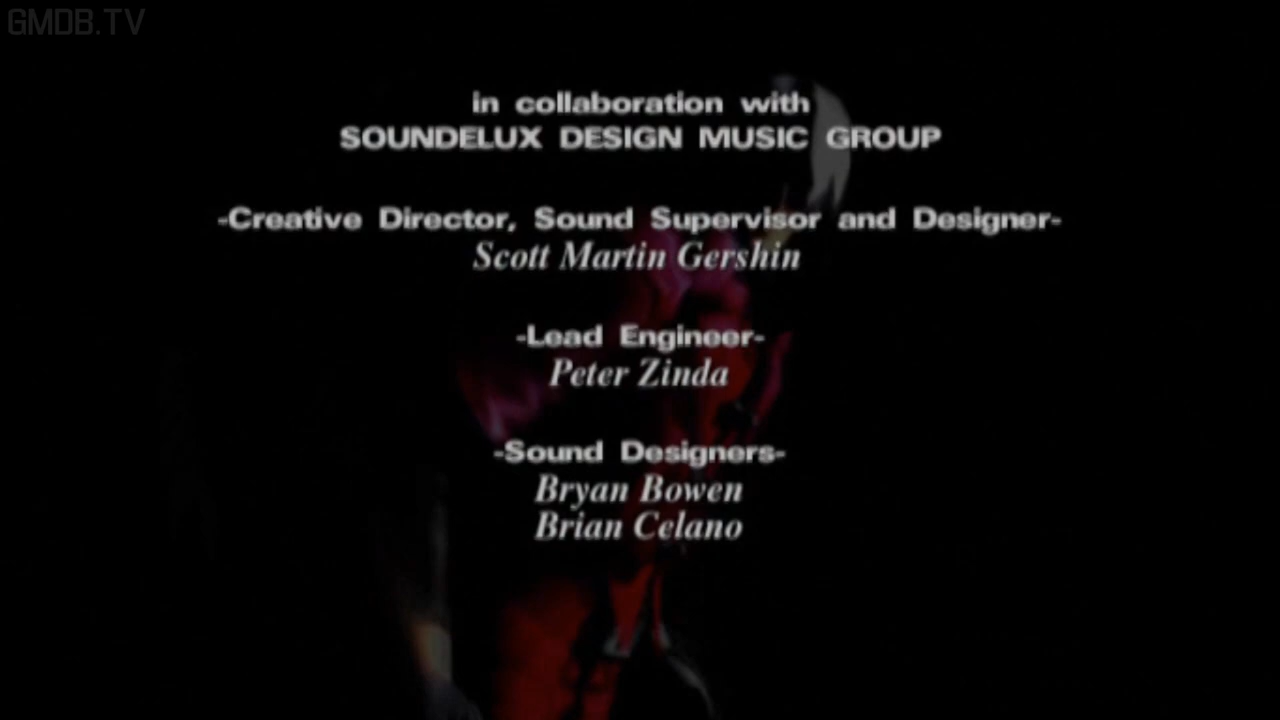 GMDB.TV
in collaboration with
SOUNDELUX DESIGN MUSIC GROUP
-Creative Director, Sound Supervisor and Designer-
Scott Martin Gershin
-Lead Engineer-
Peter Zinda
-Sound Designers-
Bryan Bowen
Brian Celano